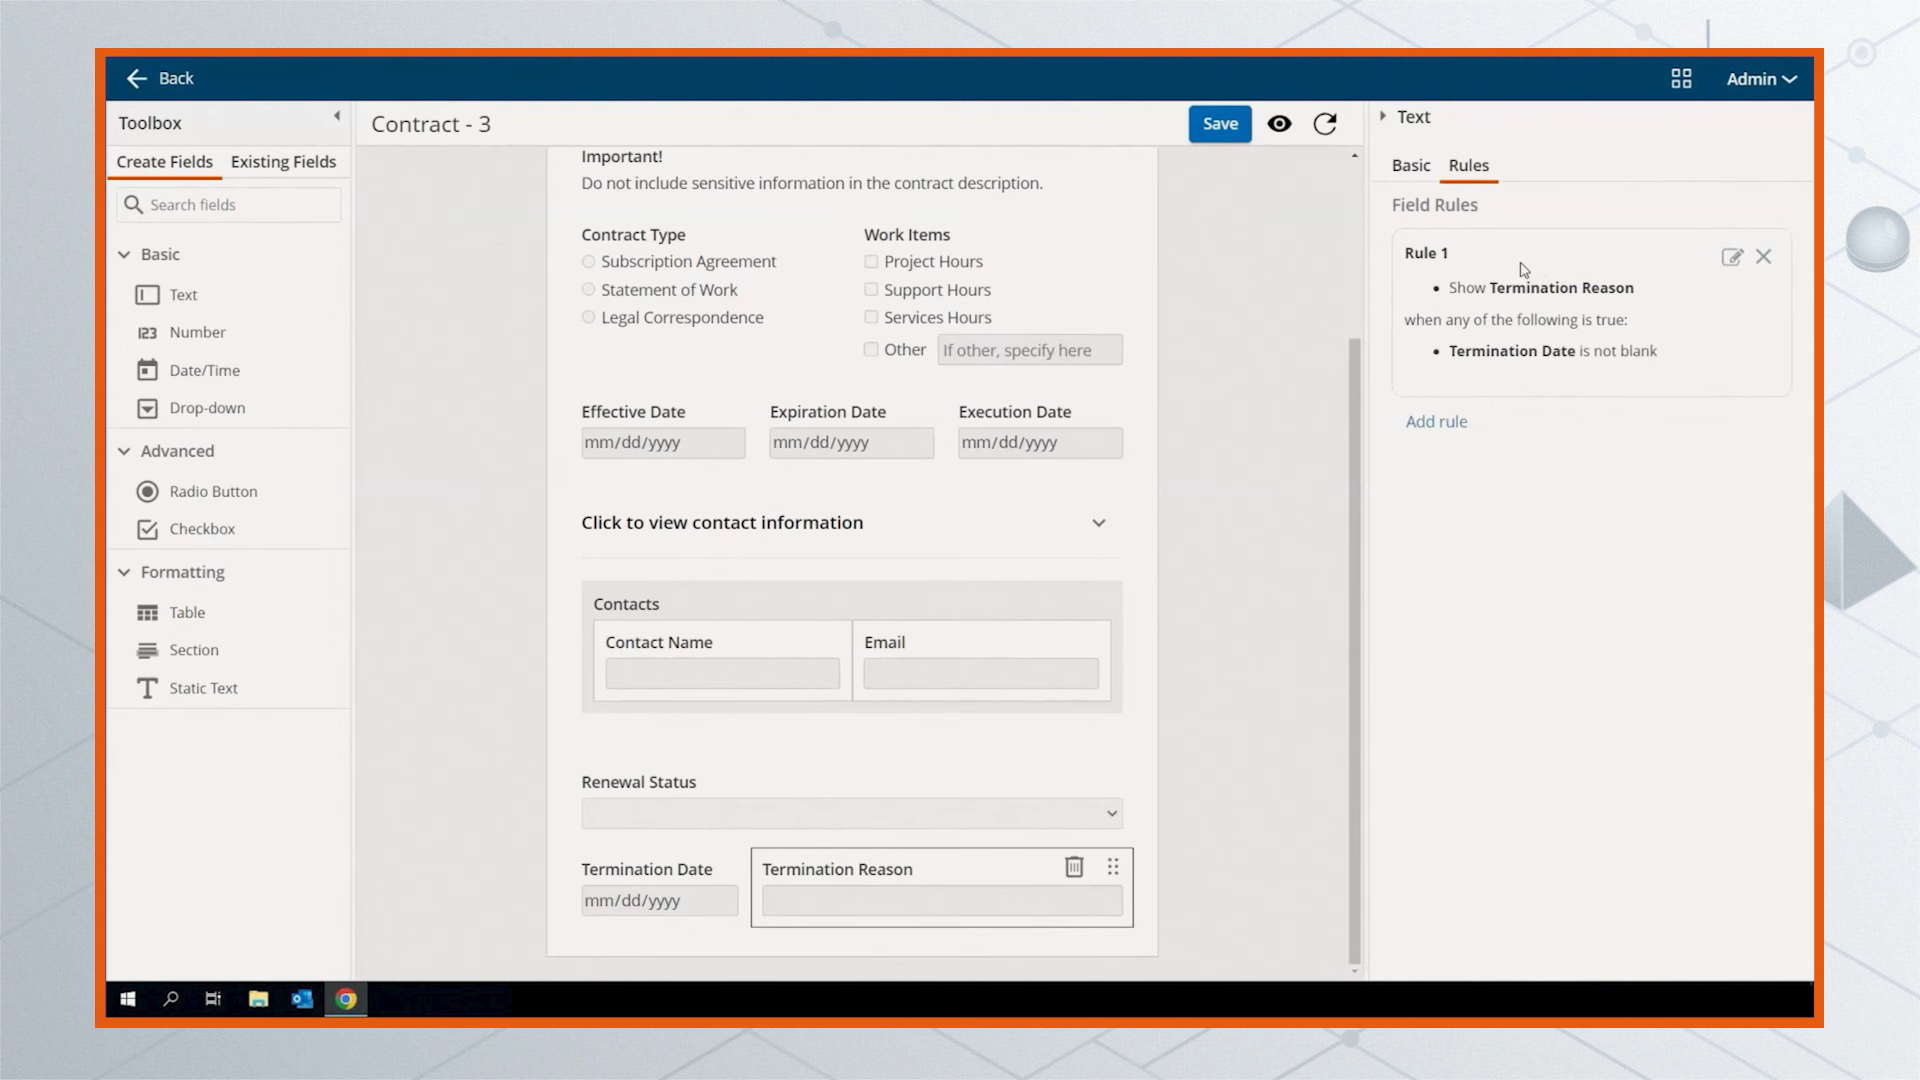 Back
Admin
Toolbox
Create Fields Existing Fields
Search fields
Basic
Text
Number
Date/Time
Drop-down
Advanced
Radio Button
Checkbox
Formatting
Table
Section
Static Text
Contract - 3
Save
Important!
Do not include sensitive information in the contract description.
Contract Type
Subscription Agreement
Statement of Work
Legal Correspondence
Work Items
Project Hours
Support Hours
Services Hours
Other If other, specify here
Effective Date Expiration Date Execution Date
mm/dd/yyyy mm/dd/yyyy mm/dd/yyyy
Click to view contact information
Contacts
Contact Name Email
Renewal Status
Termination Date Termination Reason
mm/dd/yyyy
Text
Basic Rules
Field Rules
Rule 1
• Show Termination Reason
when any of the following is true:
• Termination Date is not blank
Add rule